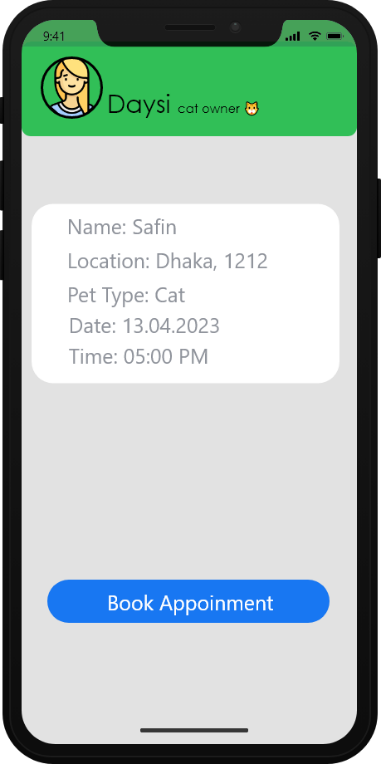 9:41
Daysi cat owner
Name: Safin
Location: Dhaka, 1212
Pet Type: Cat
Date: 13.04.2023
Time: 05:00 PM
Book Appoinment